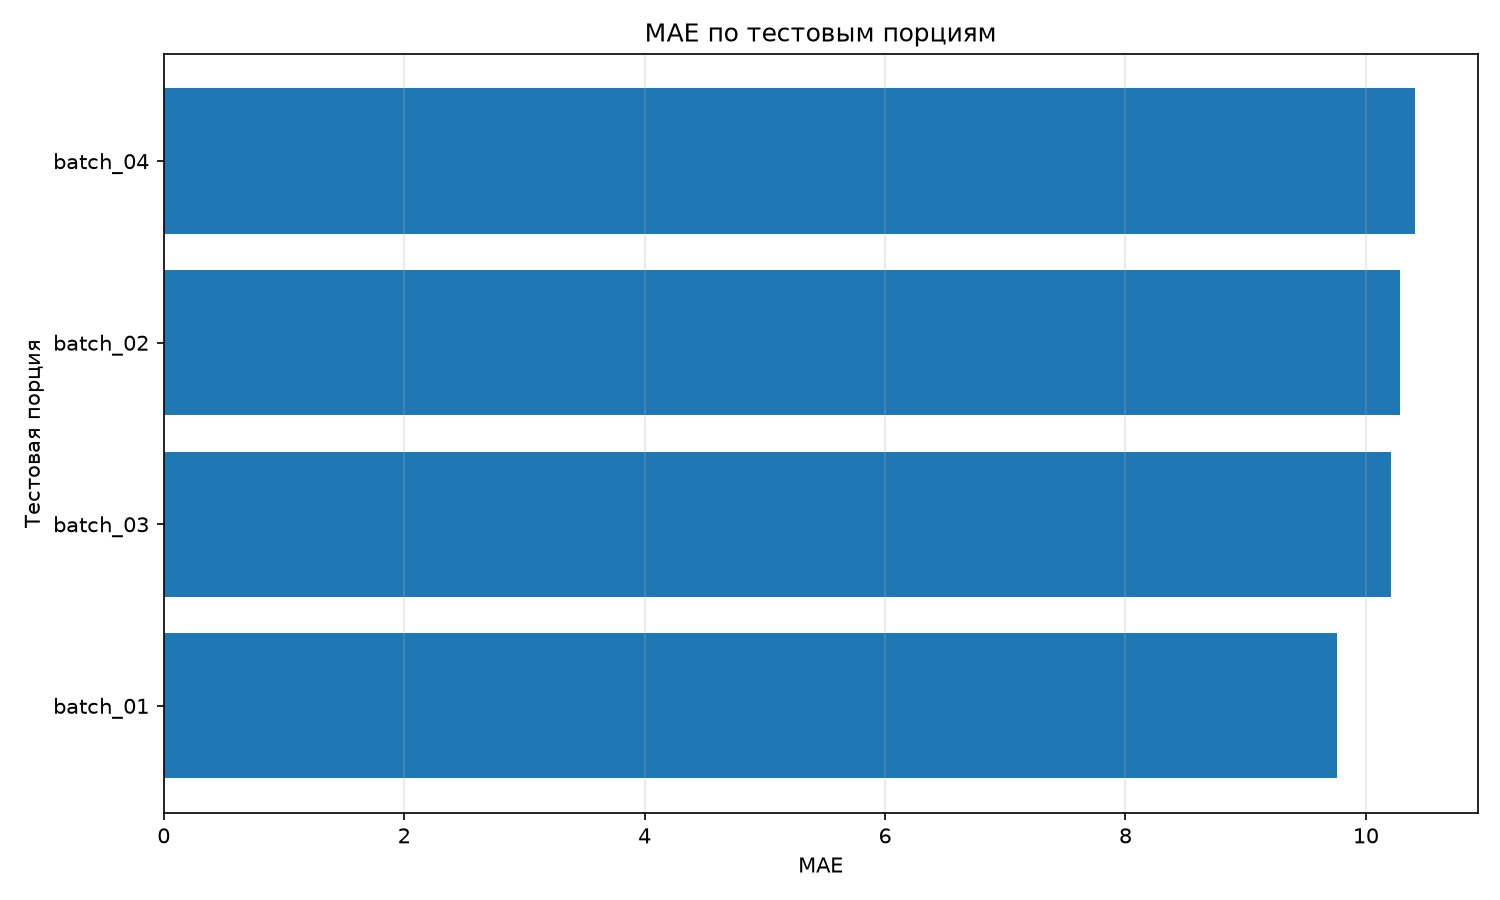 MAE по тестовым порциям
Тестовая порция
batch_04
batch_02
batch_03
batch_01
0 2 4 6 8 10
MAE